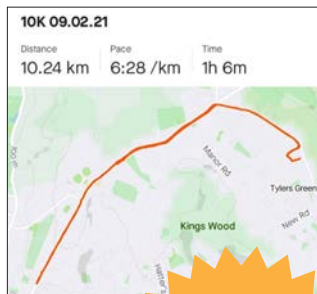 10K 09.02.21
Distance Pace Time
10.24 km 6:28 /km 1h 6m
Manor Rd
Tylers Green
Kings Wood
New Rd
Hatter's